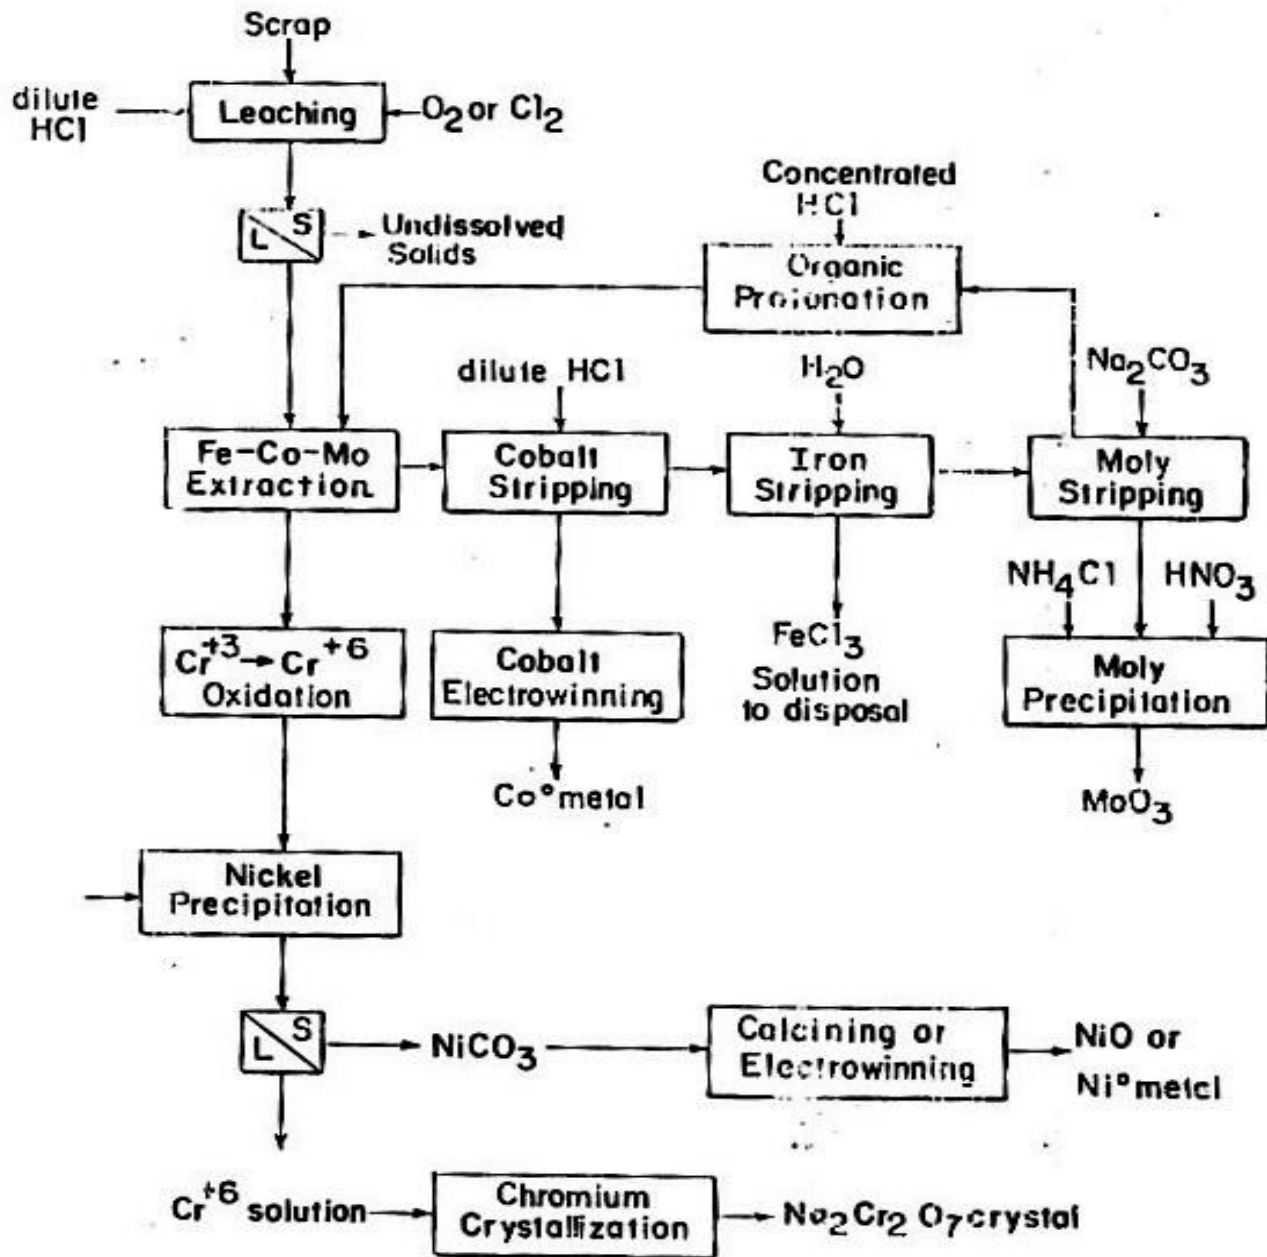 Scrap
dilute
HCl
Leaching
O2 or Cl2
L S
Undissolved
Solids
Concentrated
HCl
Organic
Protonation
dilute HCl
H2O
Na2CO3
Fe-Co-Mo
Extraction
Cobalt
Stripping
Iron
Stripping
Moly
Stripping
NH4Cl
HNO3
Cr+3→Cr+6
Oxidation
Cobalt
Electrowinning
FeCl3
Solution
to disposal
Moly
Precipitation
Co° metal
MoO3
Nickel
Precipitation
L S
NiCO3
Calcining or
Electrowinning
NiO or
Ni° metal
Cr+6 solution
Chromium
Crystallization
Na2Cr2O7 crystal